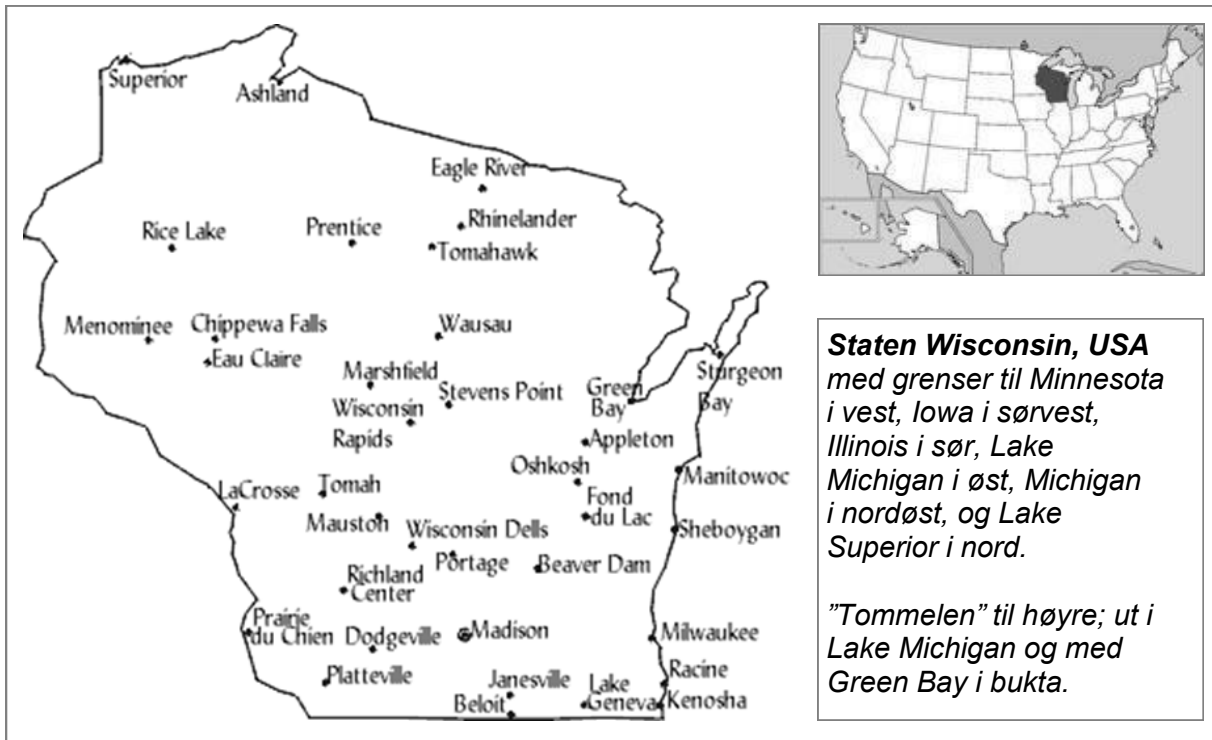 Superior
Ashland
Eagle River
Rhinelander
Rice Lake
Prentice
Tomahawk
Menominee
Chippewa Falls
Wausau
Eau Claire
Marshfield
Stevens Point
Green
Bay
Sturgeon
Bay
Wisconsin
Rapids
Appleton
Oshkosh
Manitowoc
LaCrosse
Tomah
Fond
du Lac
Mauston
Wisconsin Dells
Sheboygan
Portage
Beaver Dam
Richland
Center
Prairie
du Chien
Dodgeville
Madison
Milwaukee
Platteville
Janesville
Lake
Geneva
Racine
Beloit
Kenosha
Staten Wisconsin, USA
med grenser til Minnesota
i vest, Iowa i sørvest,
Illinois i sør, Lake
Michigan i øst, Michigan
i nordøst, og Lake
Superior i nord.
”Tommelen” til høyre; ut i
Lake Michigan og med
Green Bay i bukta.